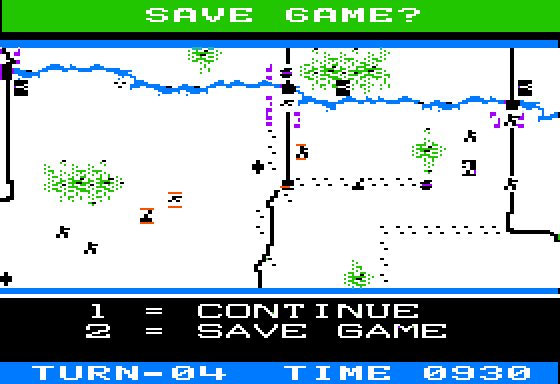 SAVE GAME?
1 = CONTINUE
2 = SAVE GAME
TURN-04 TIME 0930